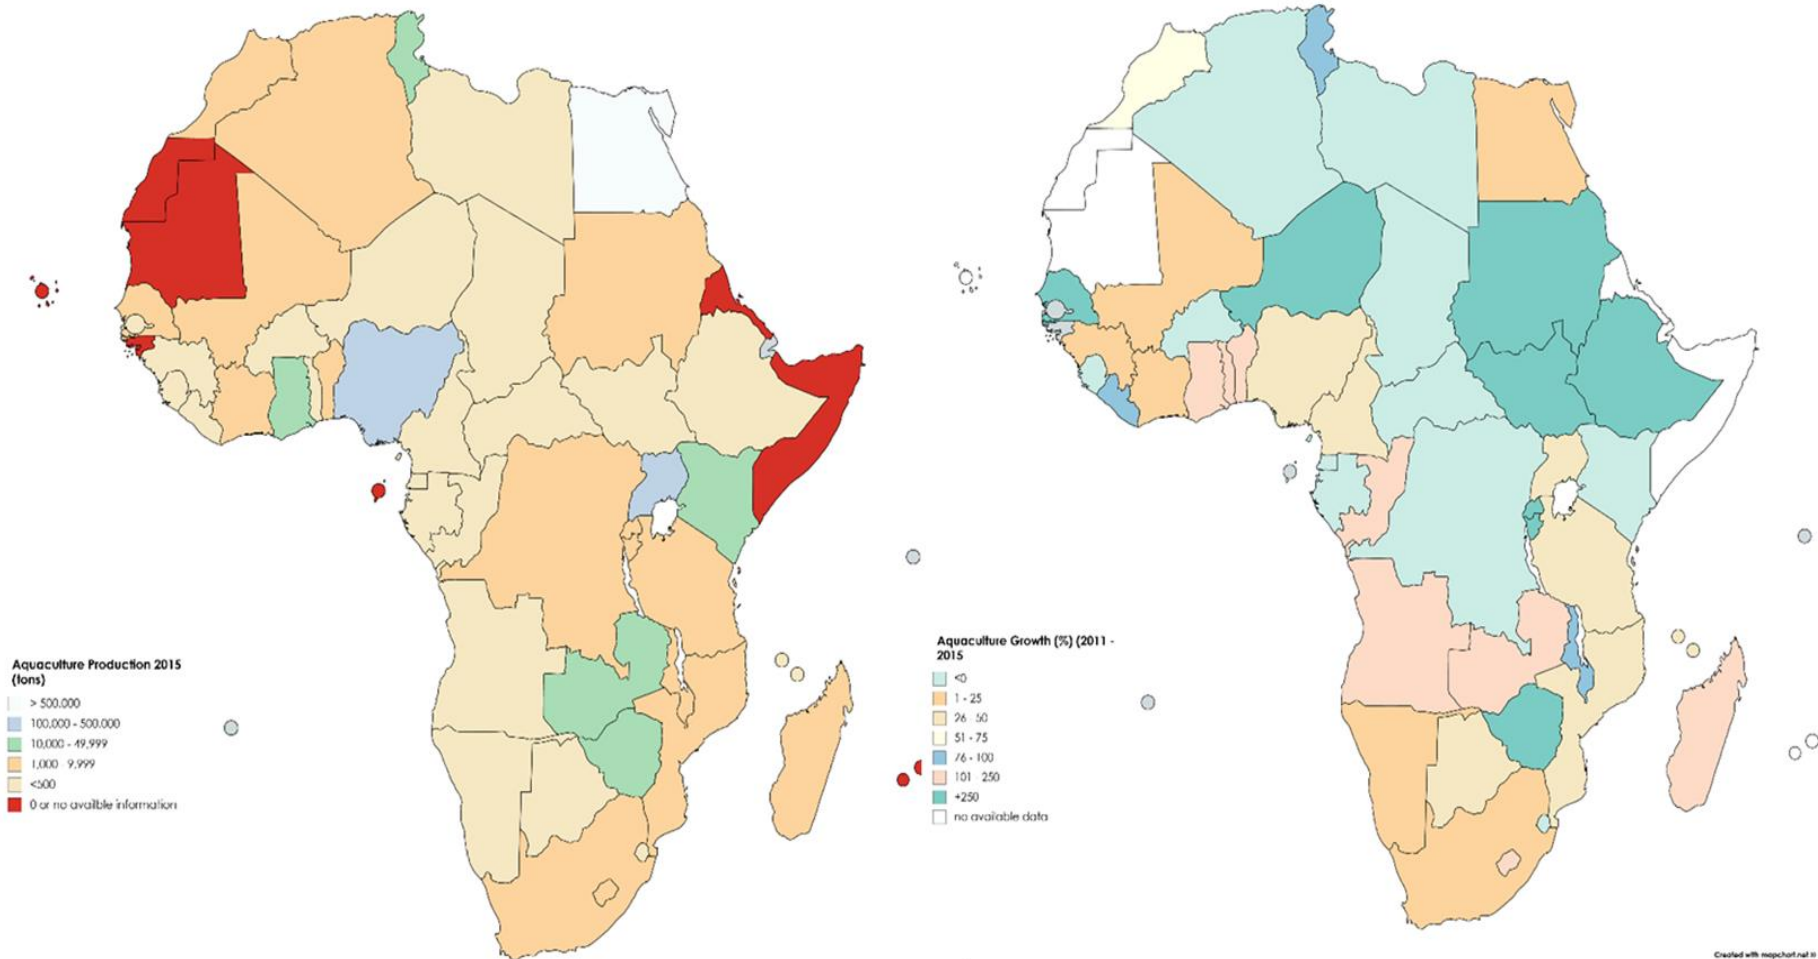 Aquaculture Production 2015
(tons)
> 500.000
100,000 - 500.000
10,000 - 49,999
1,000 - 9,999
<500
0 or no availble information
Aquaculture Growth (%) (2011 -
2015
<0
1 - 25
26 - 50
51 - 75
76 - 100
101 - 250
+250
no available data
Created with mapchart.net ©